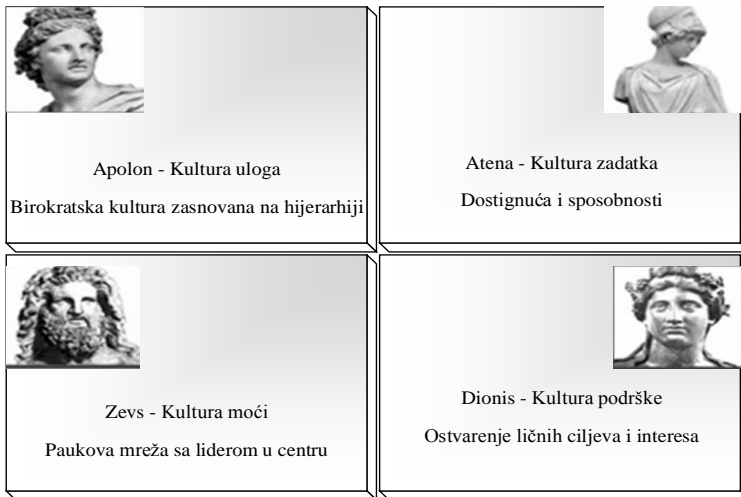 Apolon - Kultura uloga
Birokratska kultura zasnovana na hijerarhiji
Atena - Kultura zadatka
Dostignuća i sposobnosti
Zevs - Kultura moći
Paukova mreža sa liderom u centru
Dionis - Kultura podrške
Ostvarenje ličnih ciljeva i interesa